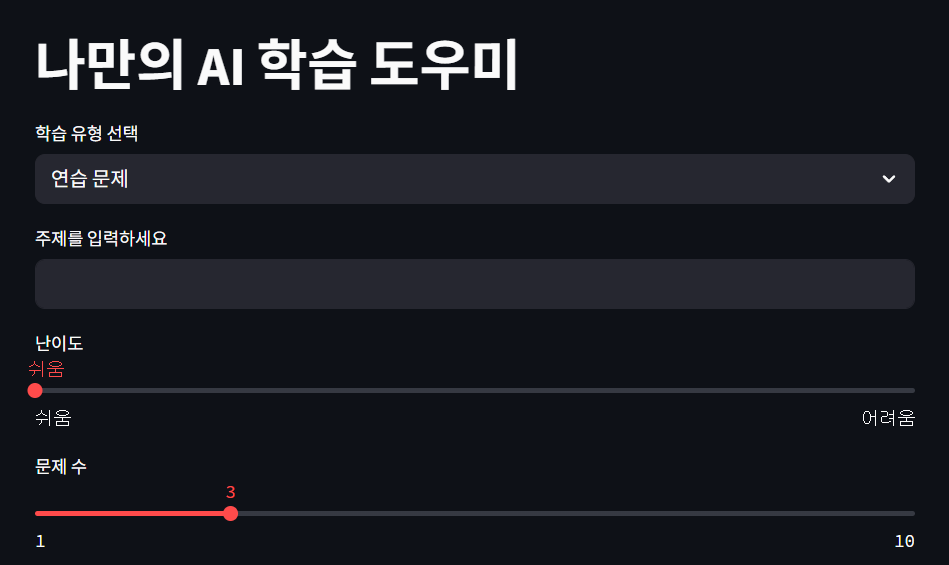 나만의 AI 학습 도우미
학습 유형 선택
연습 문제
주제를 입력하세요
난이도
쉬움
쉬움 어려움
문제 수
3
1 10